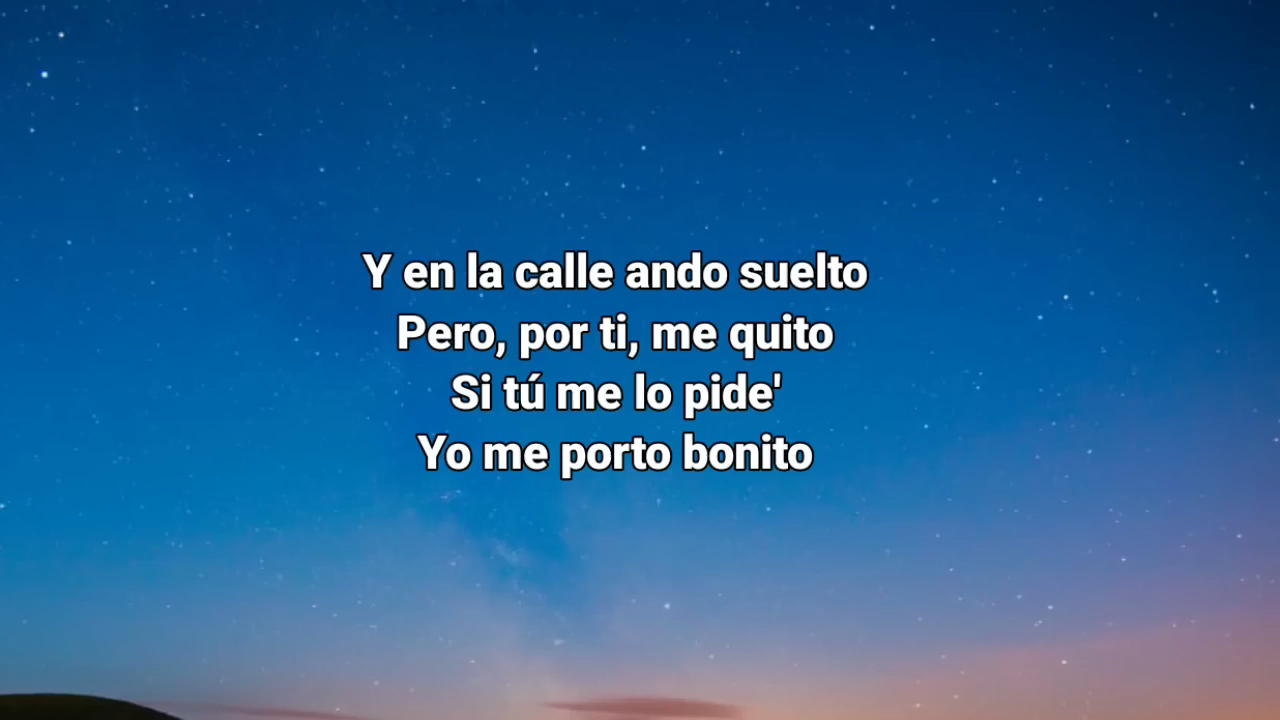 Y en la calle ando suelto
Pero, por ti, me quito
Si tú me lo pide'
Yo me porto bonito